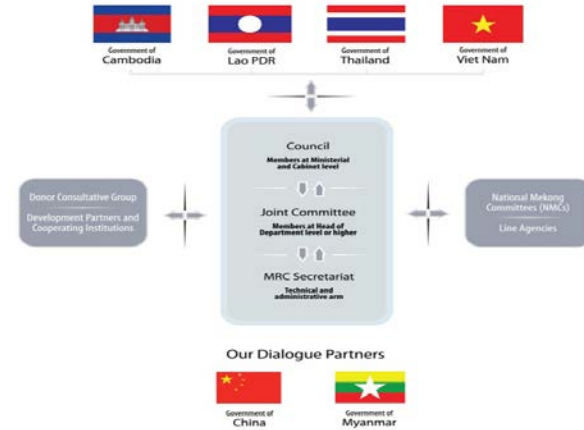 Government of
Cambodia
Government of
Lao PDR
Government of
Thailand
Government of
Viet Nam
Council
Members at Ministerial
and Cabinet level
Donor Consultative Group
Development Partners and
Cooperating Institutions
Joint Committee
Members at Head of
Department level or higher
National Mekong
Committees (NMCs)
Line Agencies
MRC Secretariat
Technical and
administrative arm
Our Dialogue Partners
Government of
China
Government of
Myanmar